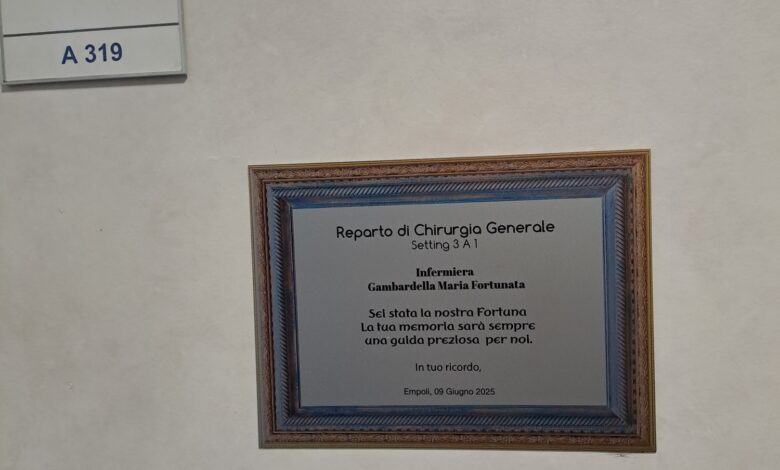 A 319
Reparto di Chirurgia Generale
Setting 3 A 1
Infermiera
Gambardella Maria Fortunata
Sei stata la nostra Fortuna
La tua memoria sarà sempre
una guida preziosa per noi.
In tuo ricordo,
Empoli, 09 Giugno 2025